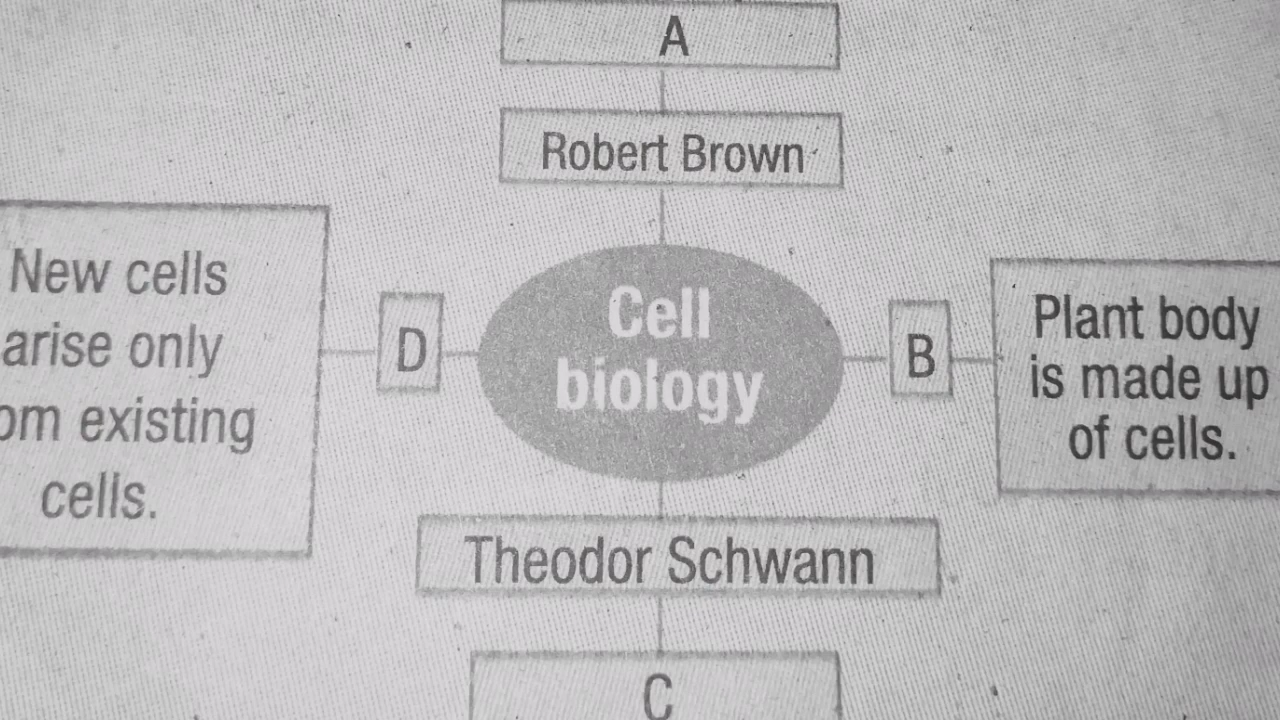 A
Robert Brown
New cells
arise only
existing
cells.
D
Cell
biology
B
Plant body
is made up
of cells.
Theodor Schwann
C